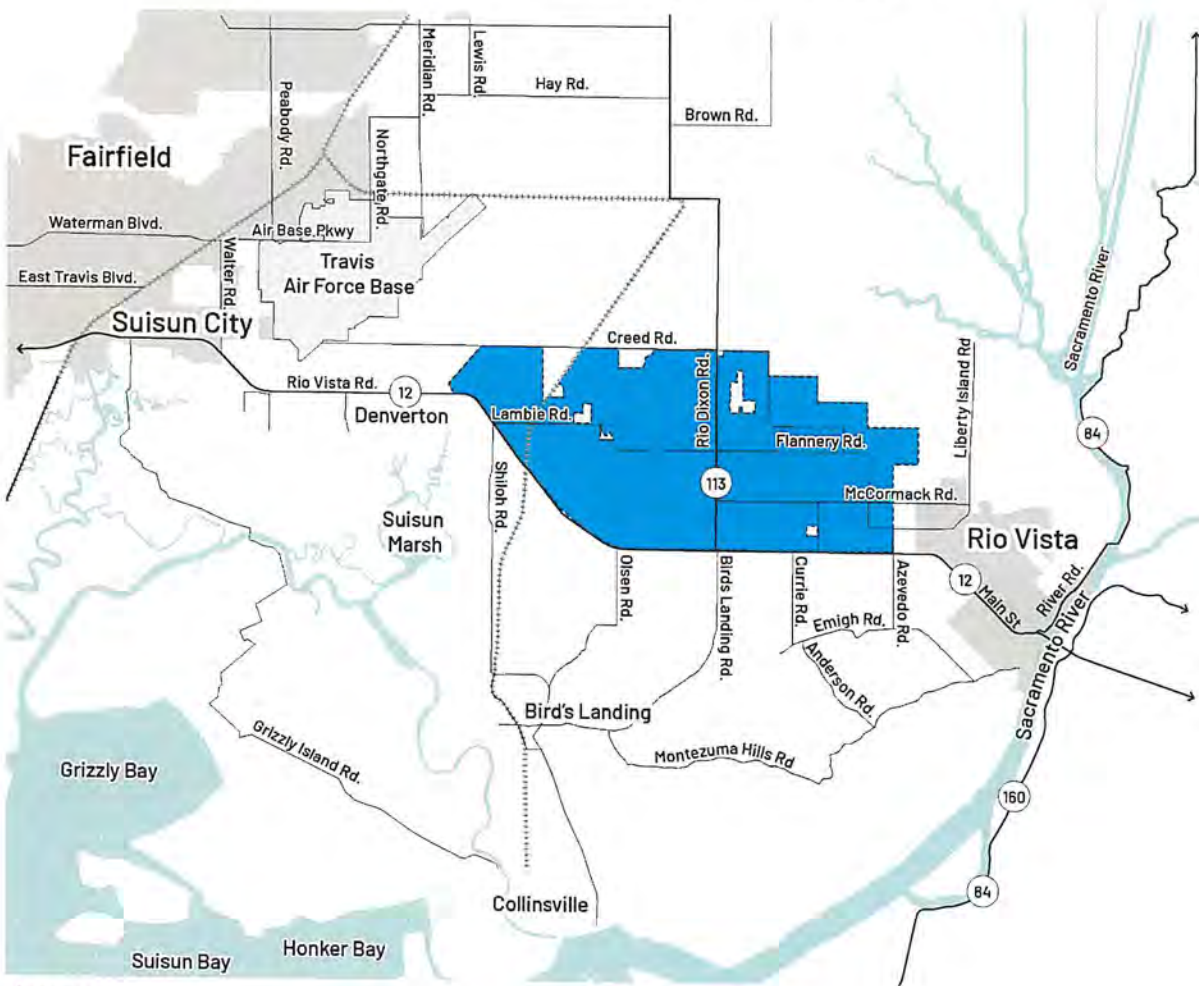 Meridian Rd.
Lewis Rd.
Hay Rd.
Peabody Rd.
Brown Rd.
Northgate Rd.
Fairfield
Waterman Blvd.
Air Base Pkwy
Walter Rd.
Travis
Air Force Base
East Travis Blvd.
Sacramento River
Suisun City
Creed Rd.
Rio Vista Rd.
12
Denverton
Lambie Rd.
Rio Dixon Rd.
Flannery Rd.
Liberty Island Rd
84
Shiloh Rd.
113
McCormack Rd.
Suisun
Marsh
Rio Vista
Olsen Rd.
Birds Landing Rd.
Currie Rd.
Azevedo Rd.
12
Main St
River Rd.
Emigh Rd.
Anderson Rd.
Sacramento River
Bird's Landing
Grizzly Island Rd.
Montezuma Hills Rd
Grizzly Bay
160
84
Collinsville
Honker Bay
Suisun Bay